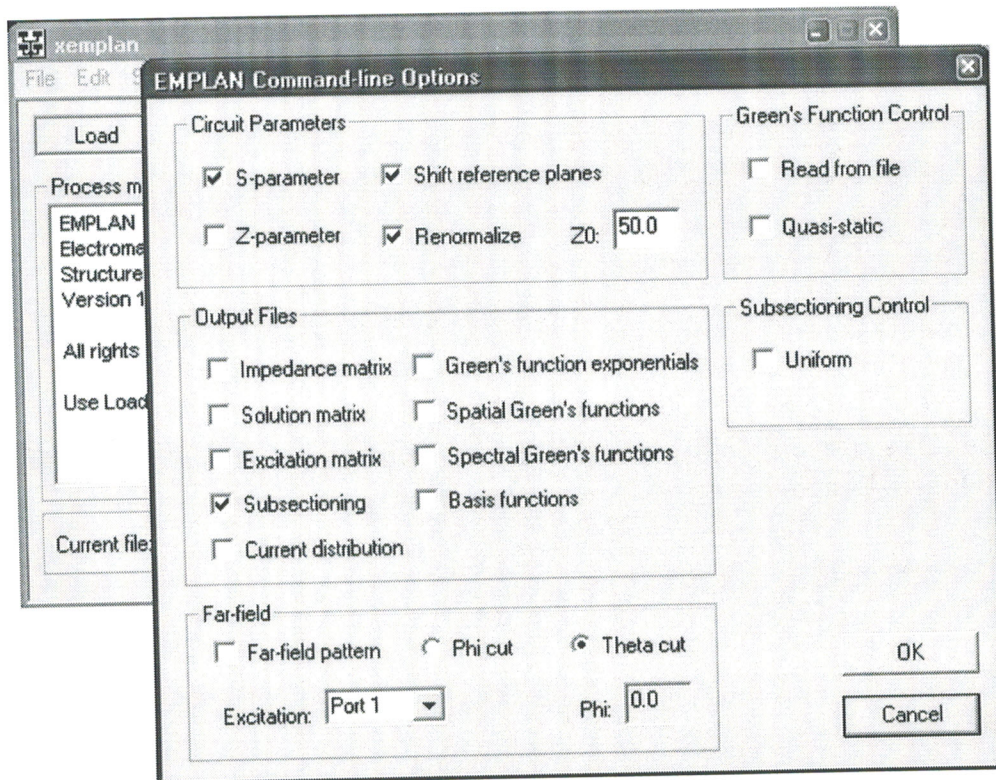 xemplan
File Edit S
Load
Process m
EMPLAN
Electroma
Structure
Version 1
All rights
Use Load
Current file:
EMPLAN Command-line Options
Circuit Parameters
S-parameter Shift reference planes
Z-parameter Renormalize Z0: 50.0
Green's Function Control
Read from file
Quasi-static
Output Files
Impedance matrix Green's function exponentials
Solution matrix Spatial Green's functions
Excitation matrix Spectral Green's functions
Subsectioning Basis functions
Current distribution
Subsectioning Control
Uniform
Far-field
Far-field pattern Phi cut Theta cut
Excitation: Port 1 Phi: 0.0
OK
Cancel